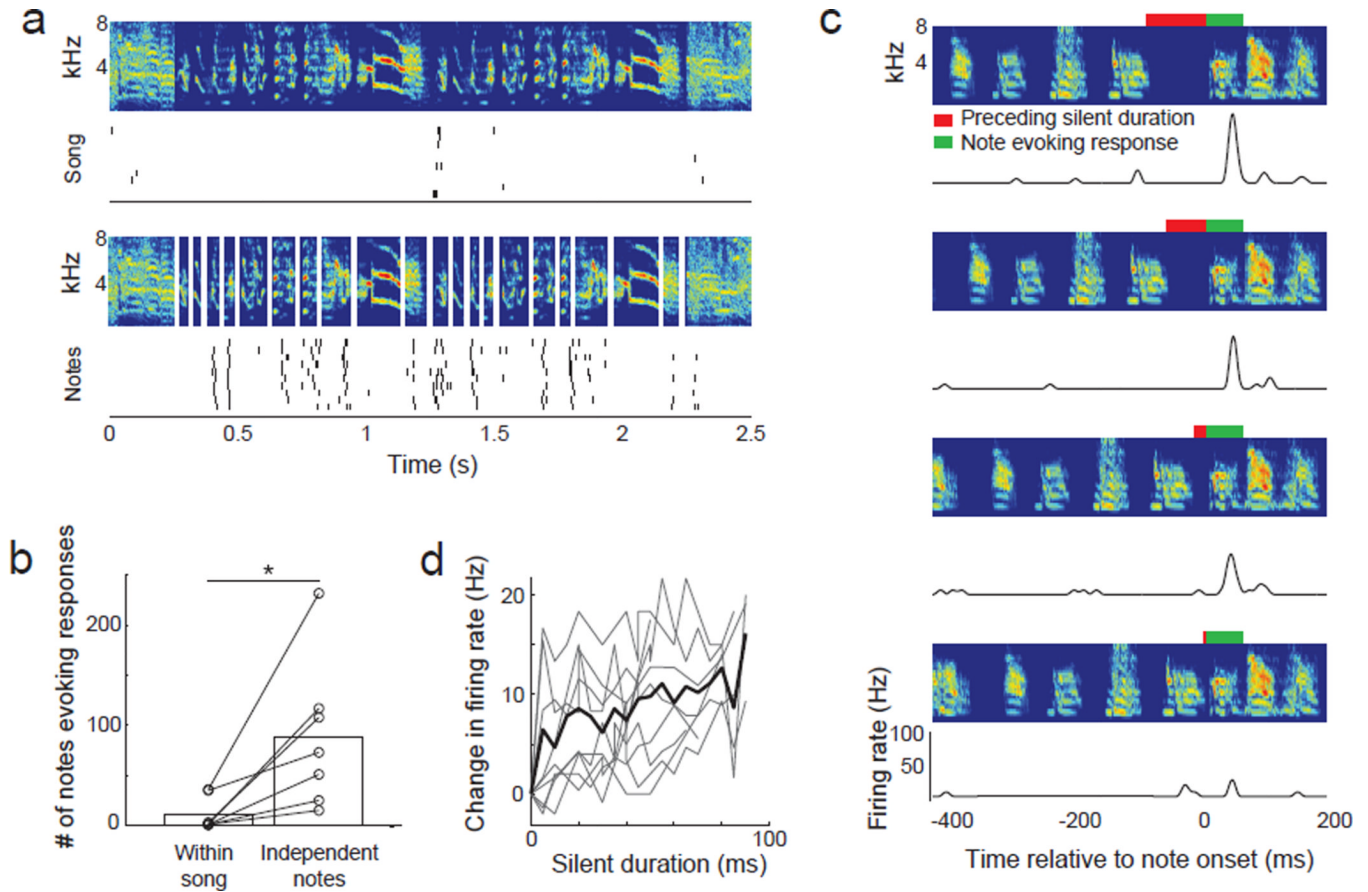 a
8
kHz
4
Song
8
kHz
4
Notes
0 0.5 1 1.5 2 2.5
Time (s)
b
# of notes evoking responses
*
200
100
0
Within song
Independent notes
d
Change in firing rate (Hz)
20
10
0
0 100
Silent duration (ms)
c
8
kHz
4
Preceding silent duration
Note evoking response
Firing rate (Hz)
100
50
-400 -200 0 200
Time relative to note onset (ms)